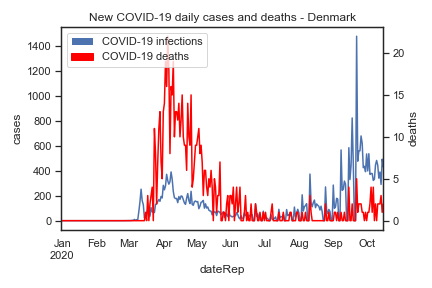 New COVID-19 daily cases and deaths - Denmark
COVID-19 infections
COVID-19 deaths
1400
1200
1000
800
600
400
200
0
cases
20
15
10
5
0
deaths
Jan Feb Mar Apr May Jun Jul Aug Sep Oct
2020
dateRep